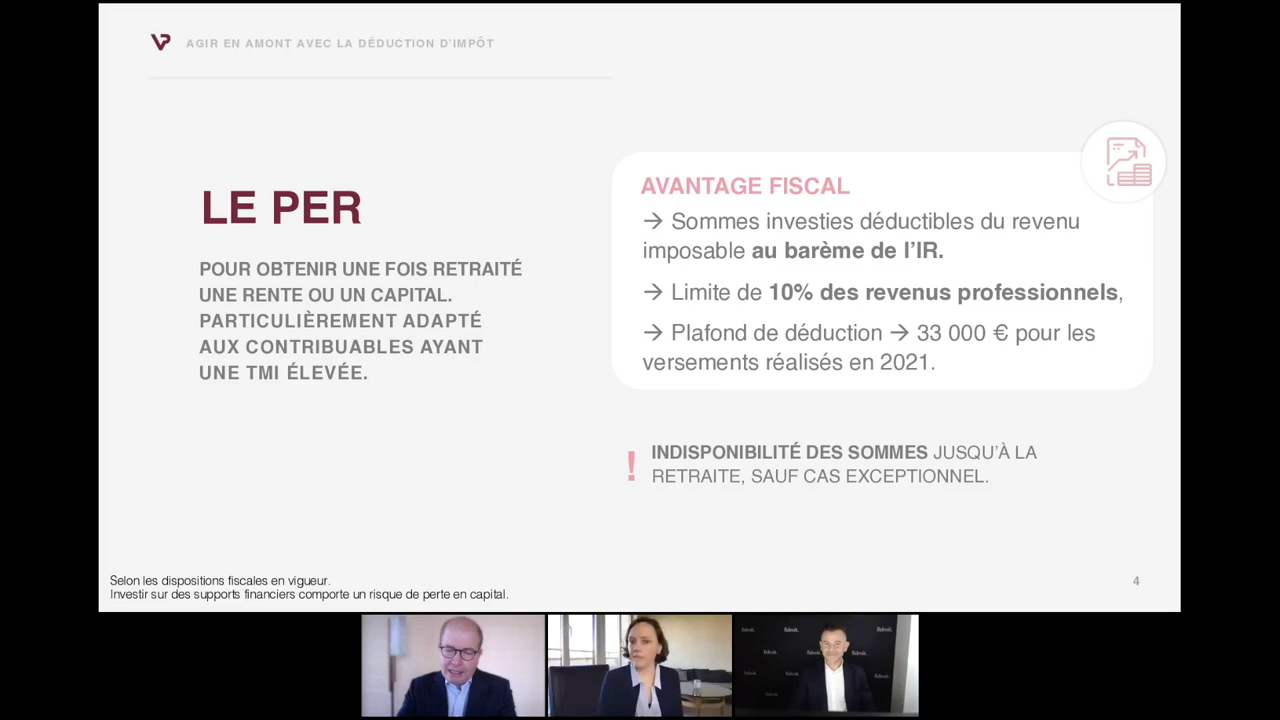 VP AGIR EN AMONT AVEC LA DÉDUCTION D'IMPÔT
LE PER
POUR OBTENIR UNE FOIS RETRAITÉ
UNE RENTE OU UN CAPITAL.
PARTICULIÈREMENT ADAPTÉ
AUX CONTRIBUABLES AYANT
UNE TMI ÉLEVÉE.
AVANTAGE FISCAL
→ Sommes investies déductibles du revenu
imposable au barème de l'IR.
→ Limite de 10% des revenus professionnels,
→ Plafond de déduction → 33 000 € pour les
versements réalisés en 2021.
! INDISPONIBILITÉ DES SOMMES JUSQU'À LA
RETRAITE, SAUF CAS EXCEPTIONNEL.
Selon les dispositions fiscales en vigueur.
Investir sur des supports financiers comporte un risque de perte en capital.
4